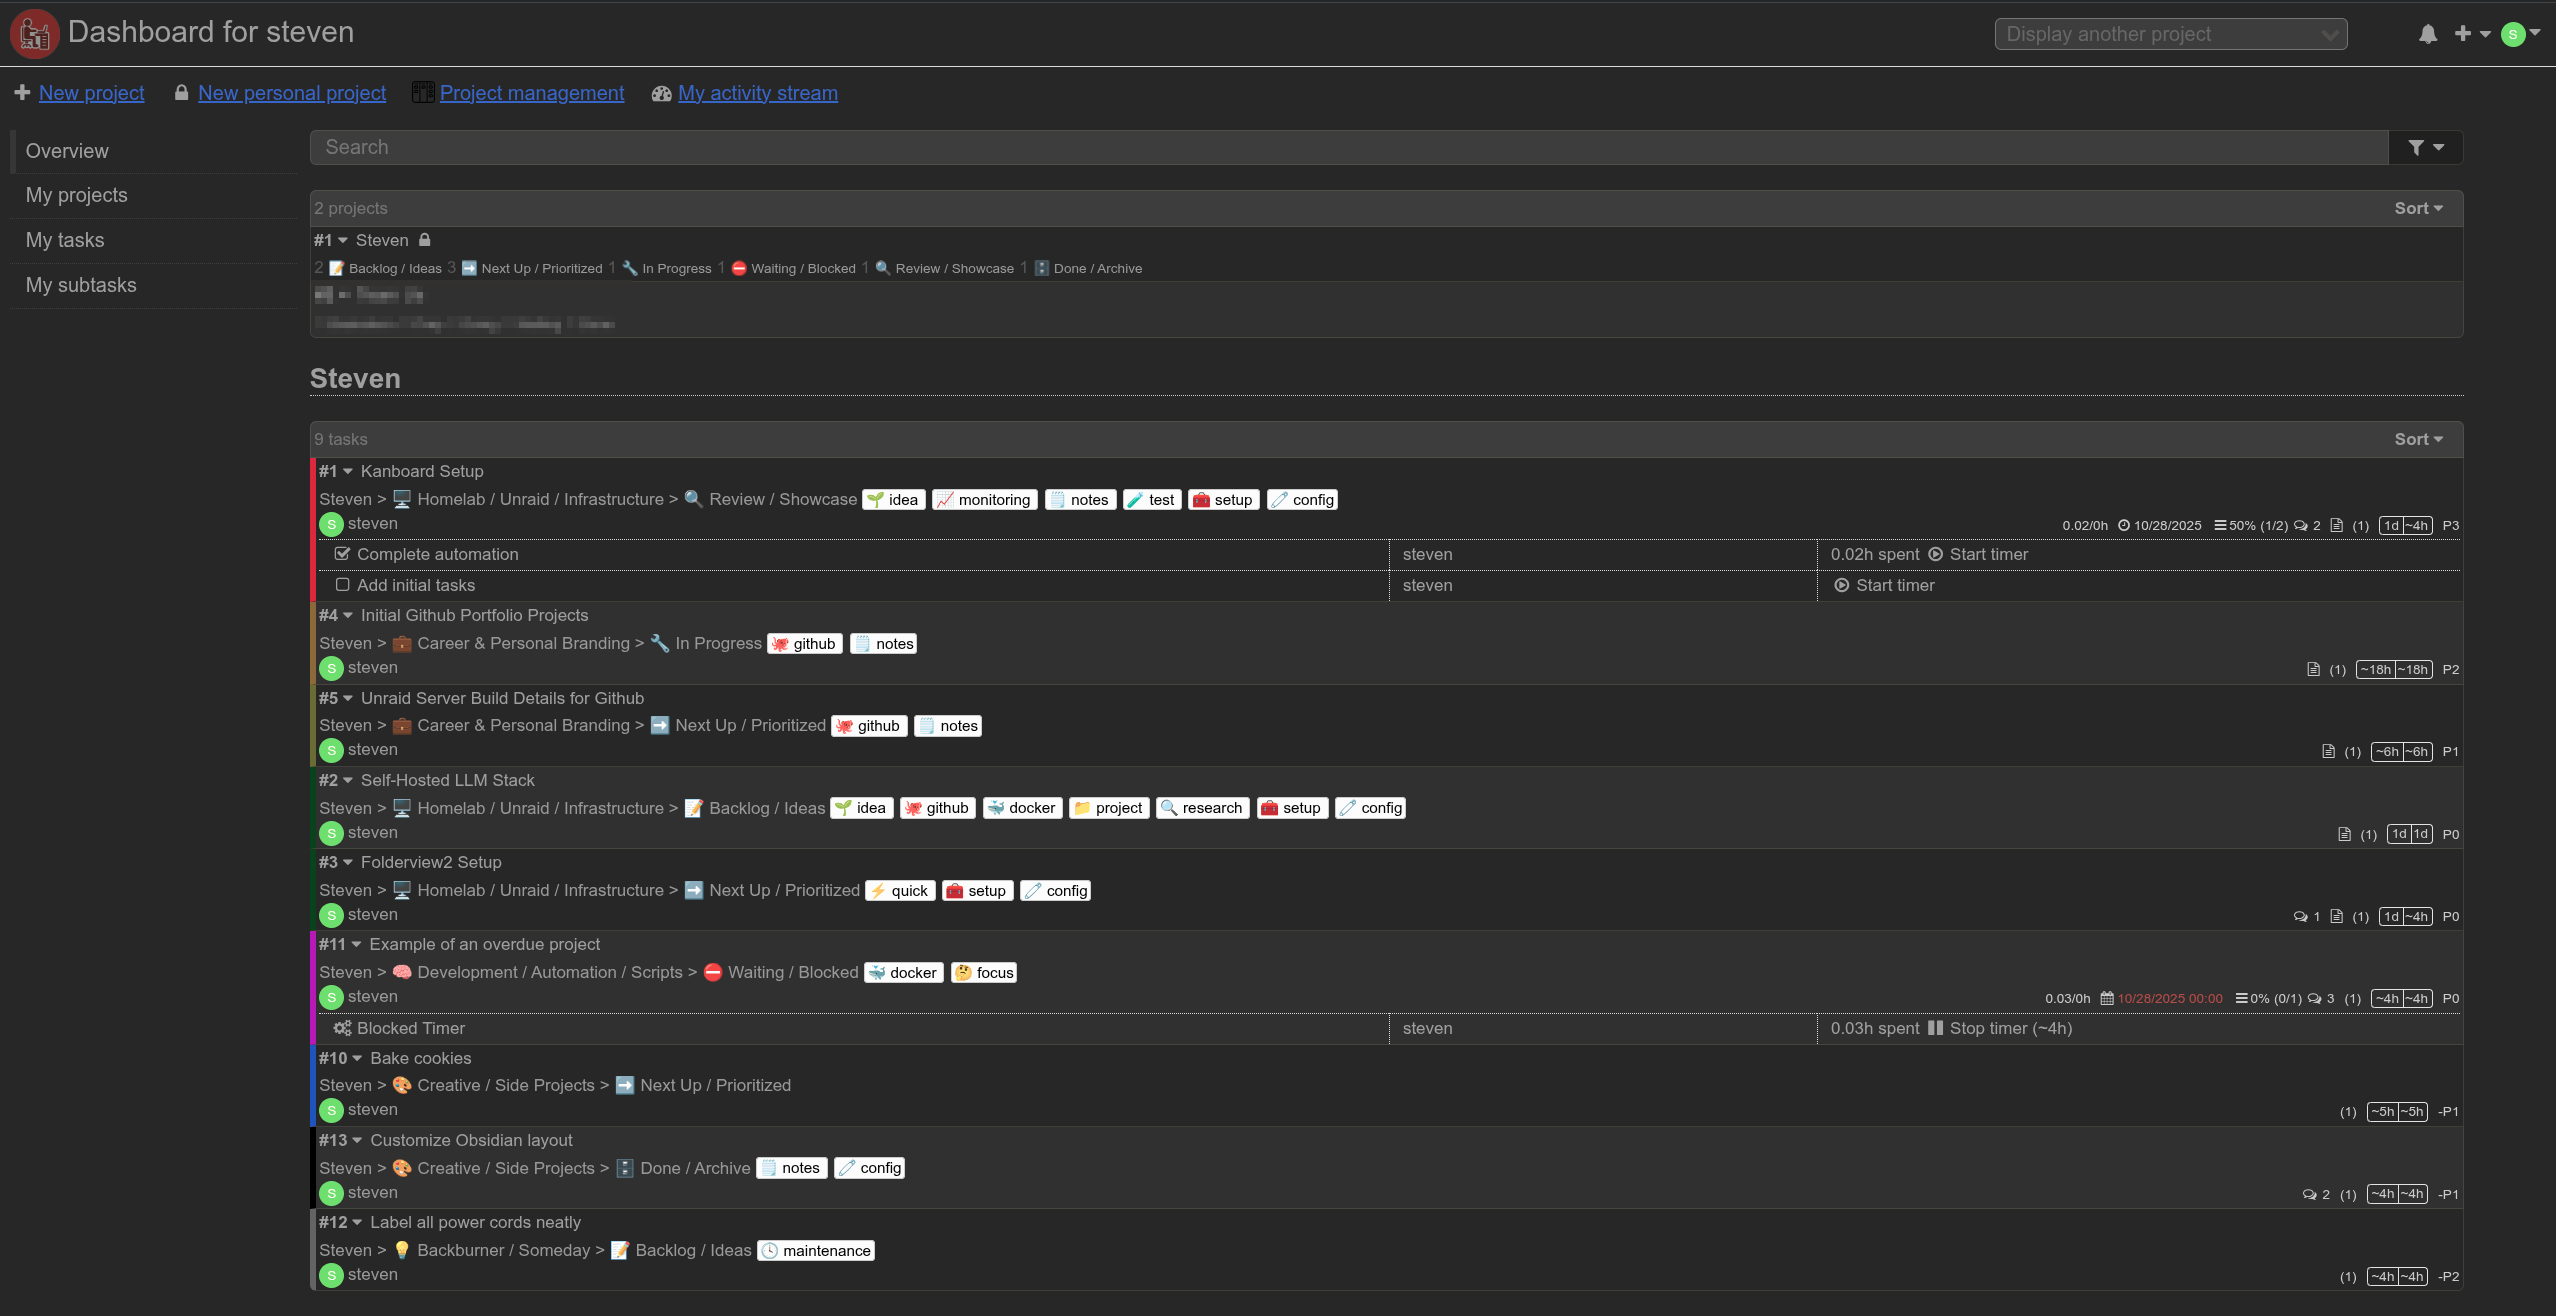 Dashboard for steven
Display another project
S
New project New personal project Project management My activity stream
Overview
My projects
My tasks
My subtasks
Search
2 projects Sort
#1 Steven
2 📝 Backlog / Ideas 3 ➡️ Next Up / Prioritized 1 🔧 In Progress 1 ⛔ Waiting / Blocked 1 🔍 Review / Showcase 1 🗄️ Done / Archive
Steven
9 tasks Sort
#1 Kanboard Setup
Steven > 🖥️ Homelab / Unraid / Infrastructure > 🔍 Review / Showcase 🌱 idea 📈 monitoring 🗒️ notes 🧪 test 🧰 setup 🧷 config
S steven
0.02/0h 10/28/2025 50% (1/2) 2 (1) 1d ~4h P3
Complete automation steven 0.02h spent Start timer
Add initial tasks steven Start timer
#4 Initial Github Portfolio Projects
Steven > 💼 Career & Personal Branding > 🔧 In Progress 🐙 github 🗒️ notes
S steven
(1) ~18h ~18h P2
#5 Unraid Server Build Details for Github
Steven > 💼 Career & Personal Branding > ➡️ Next Up / Prioritized 🐙 github 🗒️ notes
S steven
(1) ~6h ~6h P1
#2 Self-Hosted LLM Stack
Steven > 🖥️ Homelab / Unraid / Infrastructure > 📝 Backlog / Ideas 🌱 idea 🐙 github 🐳 docker 📁 project 🔍 research 🧰 setup 🧷 config
S steven
(1) 1d 1d P0
#3 Folderview2 Setup
Steven > 🖥️ Homelab / Unraid / Infrastructure > ➡️ Next Up / Prioritized ⚡ quick 🧰 setup 🧷 config
S steven
1 (1) 1d ~4h P0
#11 Example of an overdue project
Steven > 🧠 Development / Automation / Scripts > ⛔ Waiting / Blocked 🐳 docker 🤔 focus
S steven
0.03/0h 10/28/2025 00:00 0% (0/1) 3 (1) ~4h ~4h P0
Blocked Timer steven 0.03h spent Stop timer (~4h)
#10 Bake cookies
Steven > 🎨 Creative / Side Projects > ➡️ Next Up / Prioritized
S steven
(1) ~5h ~5h -P1
#13 Customize Obsidian layout
Steven > 🎨 Creative / Side Projects > 🗄️ Done / Archive 🗒️ notes 🧷 config
S steven
2 (1) ~4h ~4h -P1
#12 Label all power cords neatly
Steven > 💡 Backburner / Someday > 📝 Backlog / Ideas 🕓 maintenance
S steven
(1) ~4h ~4h -P2